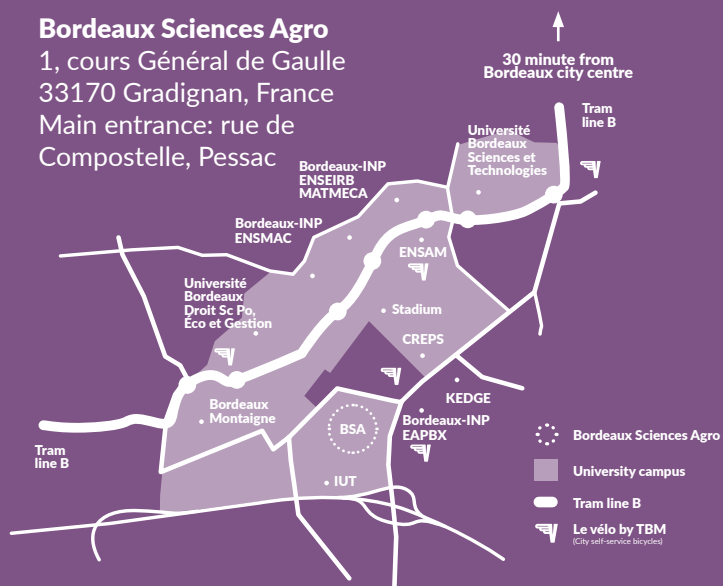 Bordeaux Sciences Agro
1, cours Général de Gaulle
33170 Gradignan, France
Main entrance: rue de
Compostelle, Pessac
30 minute from
Bordeaux city centre
Tram
line B
Université
Bordeaux
Sciences et
Technologies
Bordeaux-INP
ENSEIRB
MATMECA
Bordeaux-INP
ENSMAC
ENSAM
Université
Bordeaux
Droit Sc Po,
Éco et Gestion
Stadium
CREPS
KEDGE
Bordeaux
Montaigne
Bordeaux-INP
EAPBX
BSA
IUT
Tram
line B
Bordeaux Sciences Agro
University campus
Tram line B
Le vélo by TBM
(City self-service bicycles)